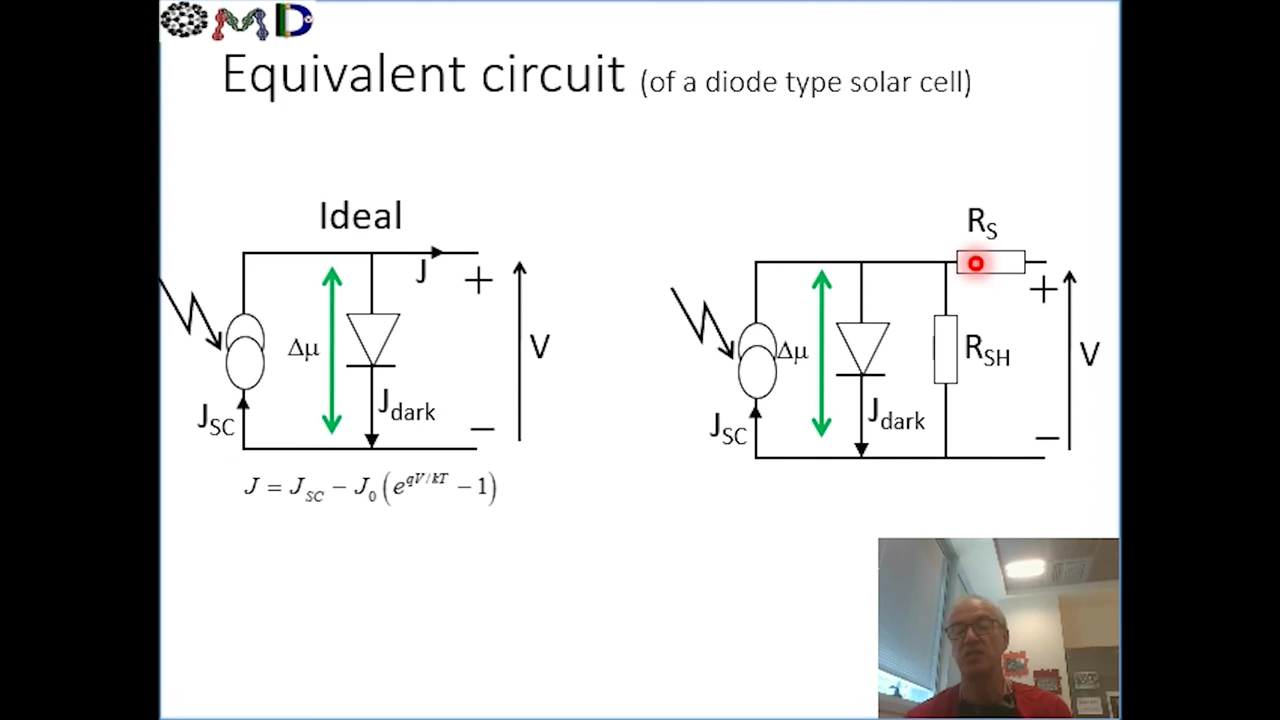 OMD
Equivalent circuit (of a diode type solar cell)
Ideal
J
+
Δμ
V
J_dark
J_SC
−
J = J_SC − J_0 (e^{qV/kT} − 1)
R_S
+
Δμ
R_SH
V
J_dark
J_SC
−